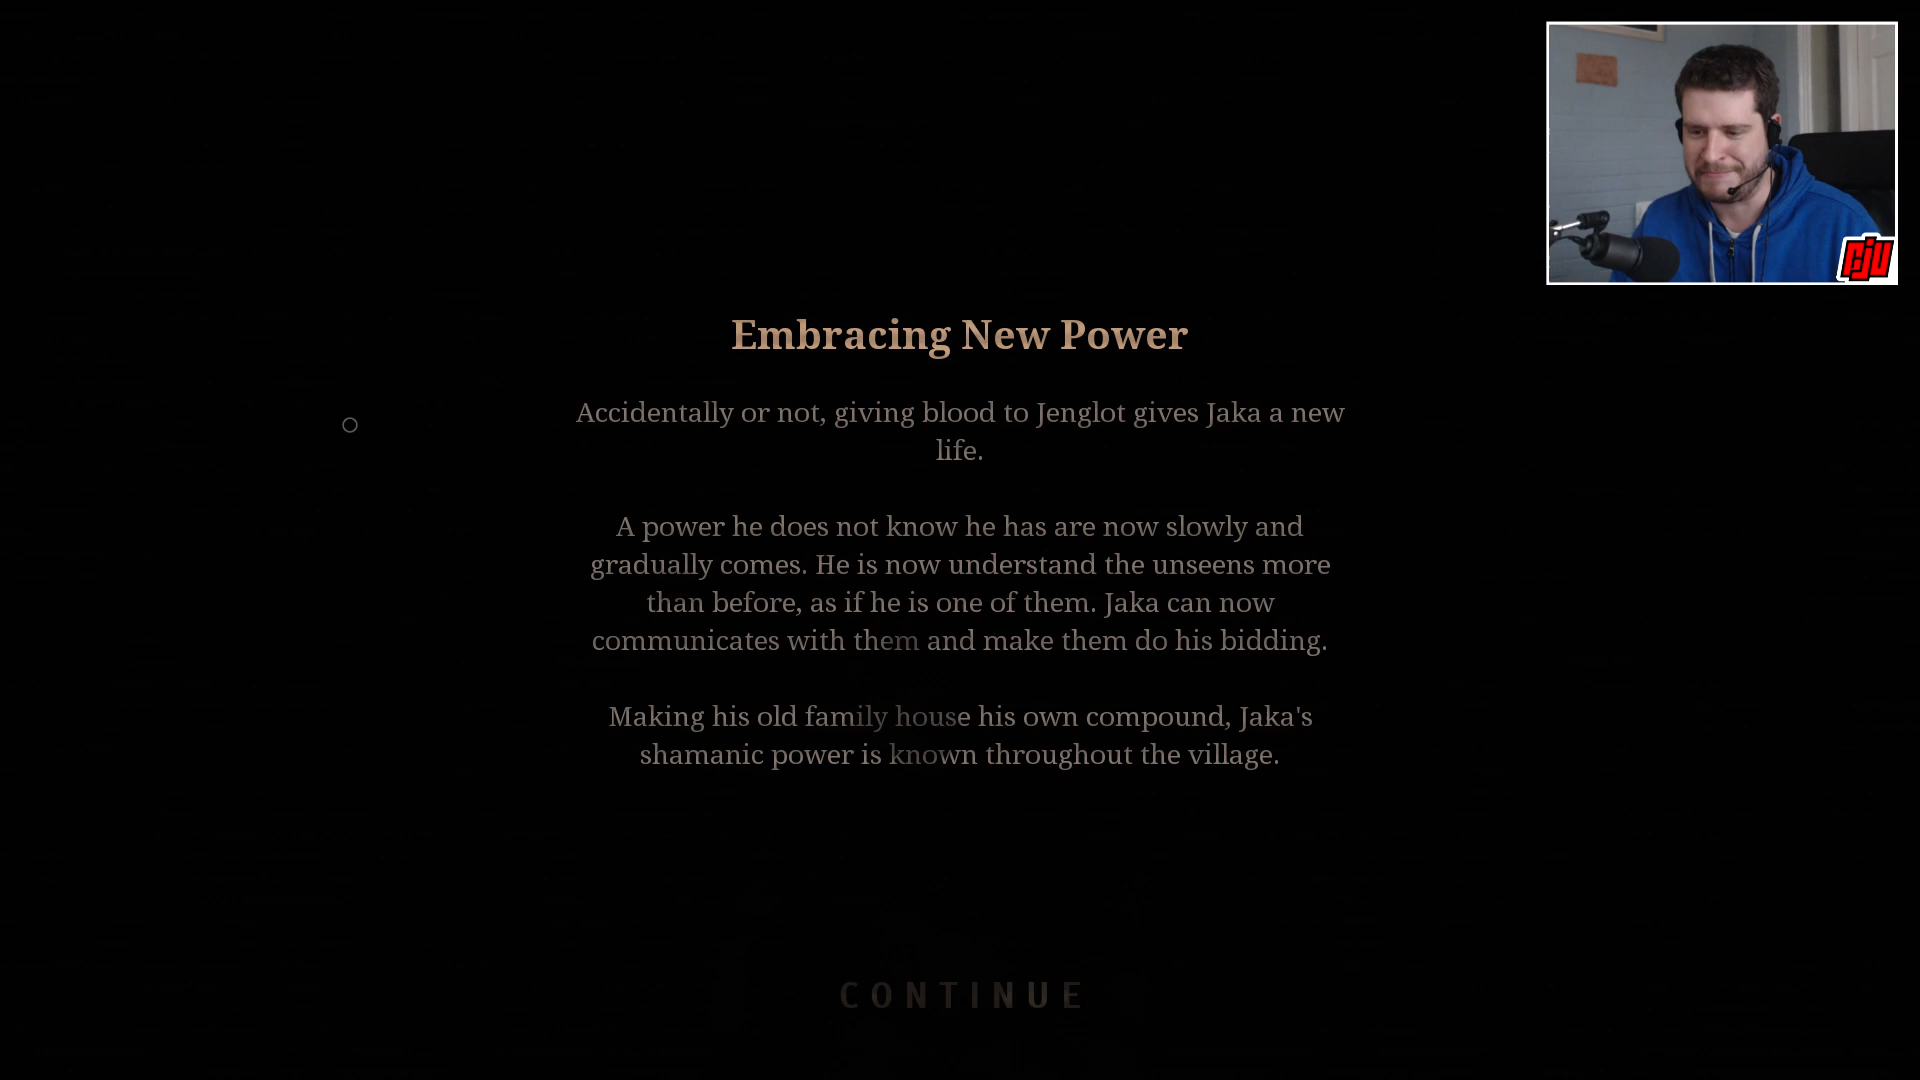 Embracing New Power
Accidentally or not, giving blood to Jenglot gives Jaka a new
life.
A power he does not know he has are now slowly and
gradually comes. He is now understand the unseens more
than before, as if he is one of them. Jaka can now
communicates with them and make them do his bidding.
Making his old family house his own compound, Jaka's
shamanic power is known throughout the village.
CONTINUE